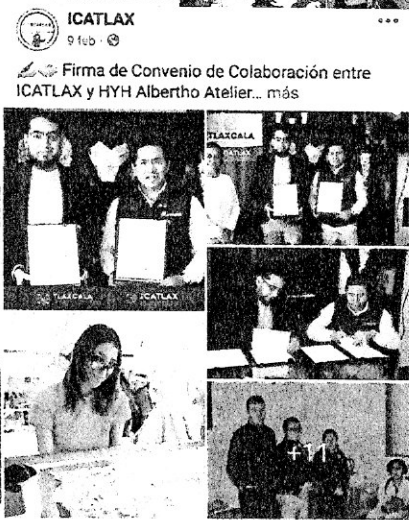 ICATLAX
9 feb
✍️🤝 Firma de Convenio de Colaboración entre
ICATLAX y HYH Albertho Atelier... más
TLAXCALA
TLAXCALA
ICATLAX
+11